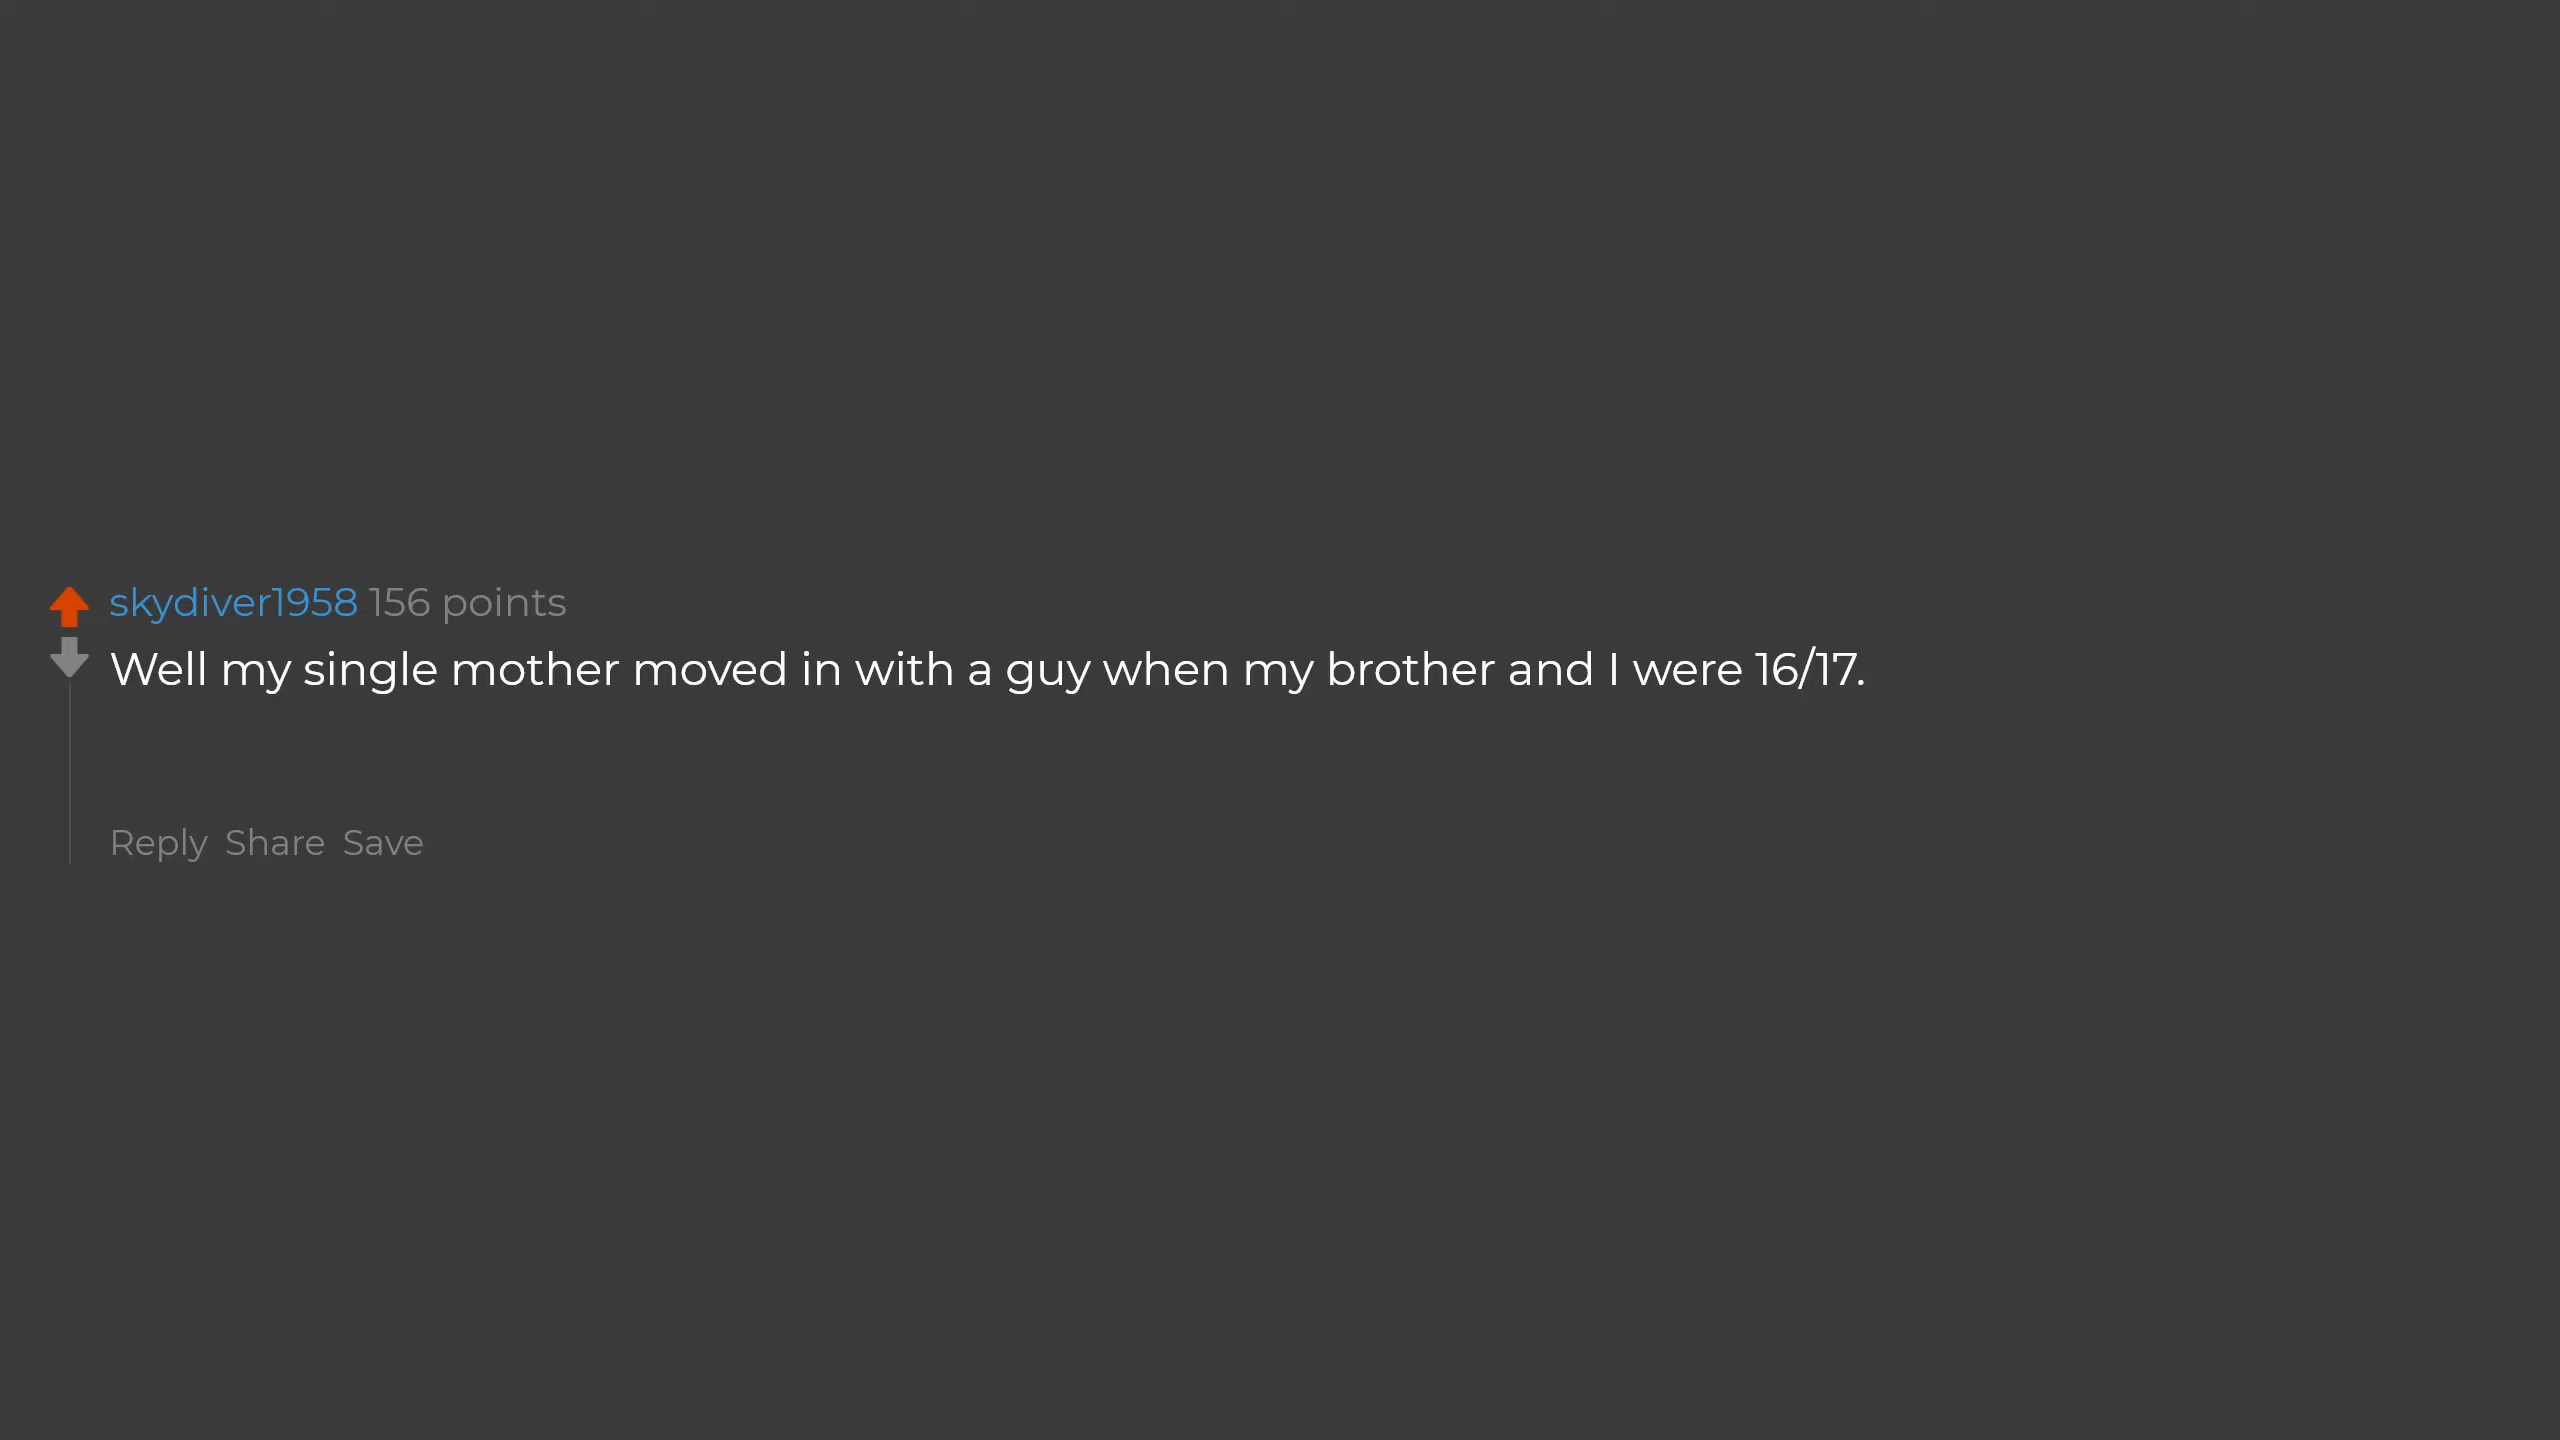 skydiver1958 156 points
Well my single mother moved in with a guy when my brother and I were 16/17.
Reply Share Save